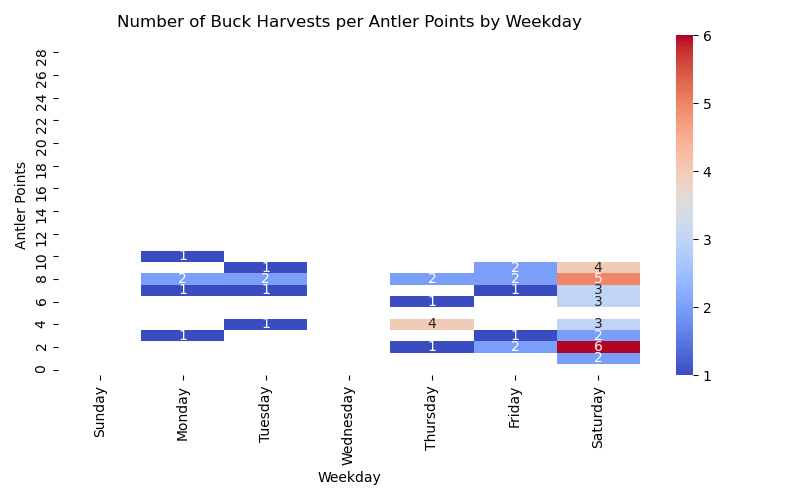 Number of Buck Harvests per Antler Points by Weekday
Antler Points
28
26
24
22
20
18
16
14
12
10
8
6
4
2
0
1
1 2 4
2 2 2 2 5
1 1 1 3
1 3
1 4 3
1 1 2
1 2 6
2
Sunday Monday Tuesday Wednesday Thursday Friday Saturday
Weekday
6
5
4
3
2
1